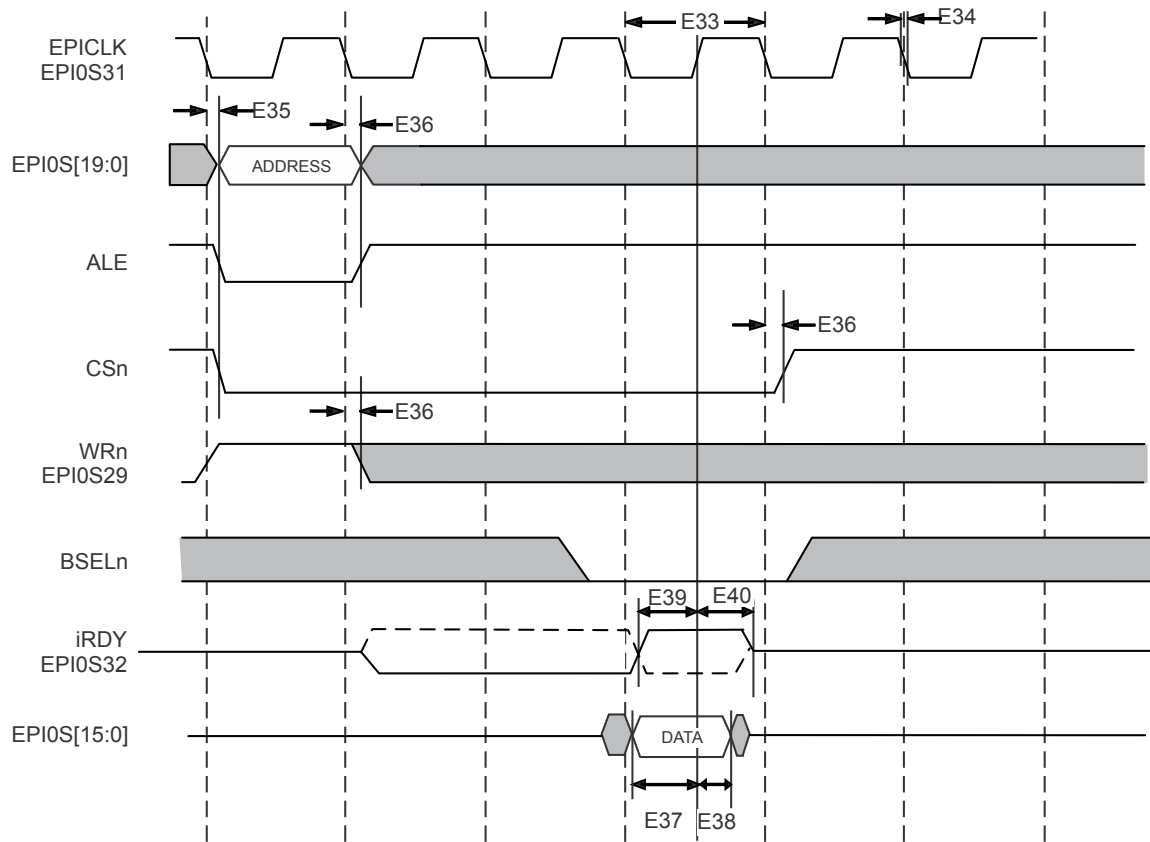 E33
E34
EPICLK
EPI0S31
E35
E36
EPI0S[19:0]
ADDRESS
ALE
E36
CSn
E36
WRn
EPI0S29
BSELn
E39
E40
iRDY
EPI0S32
EPI0S[15:0]
DATA
E37
E38